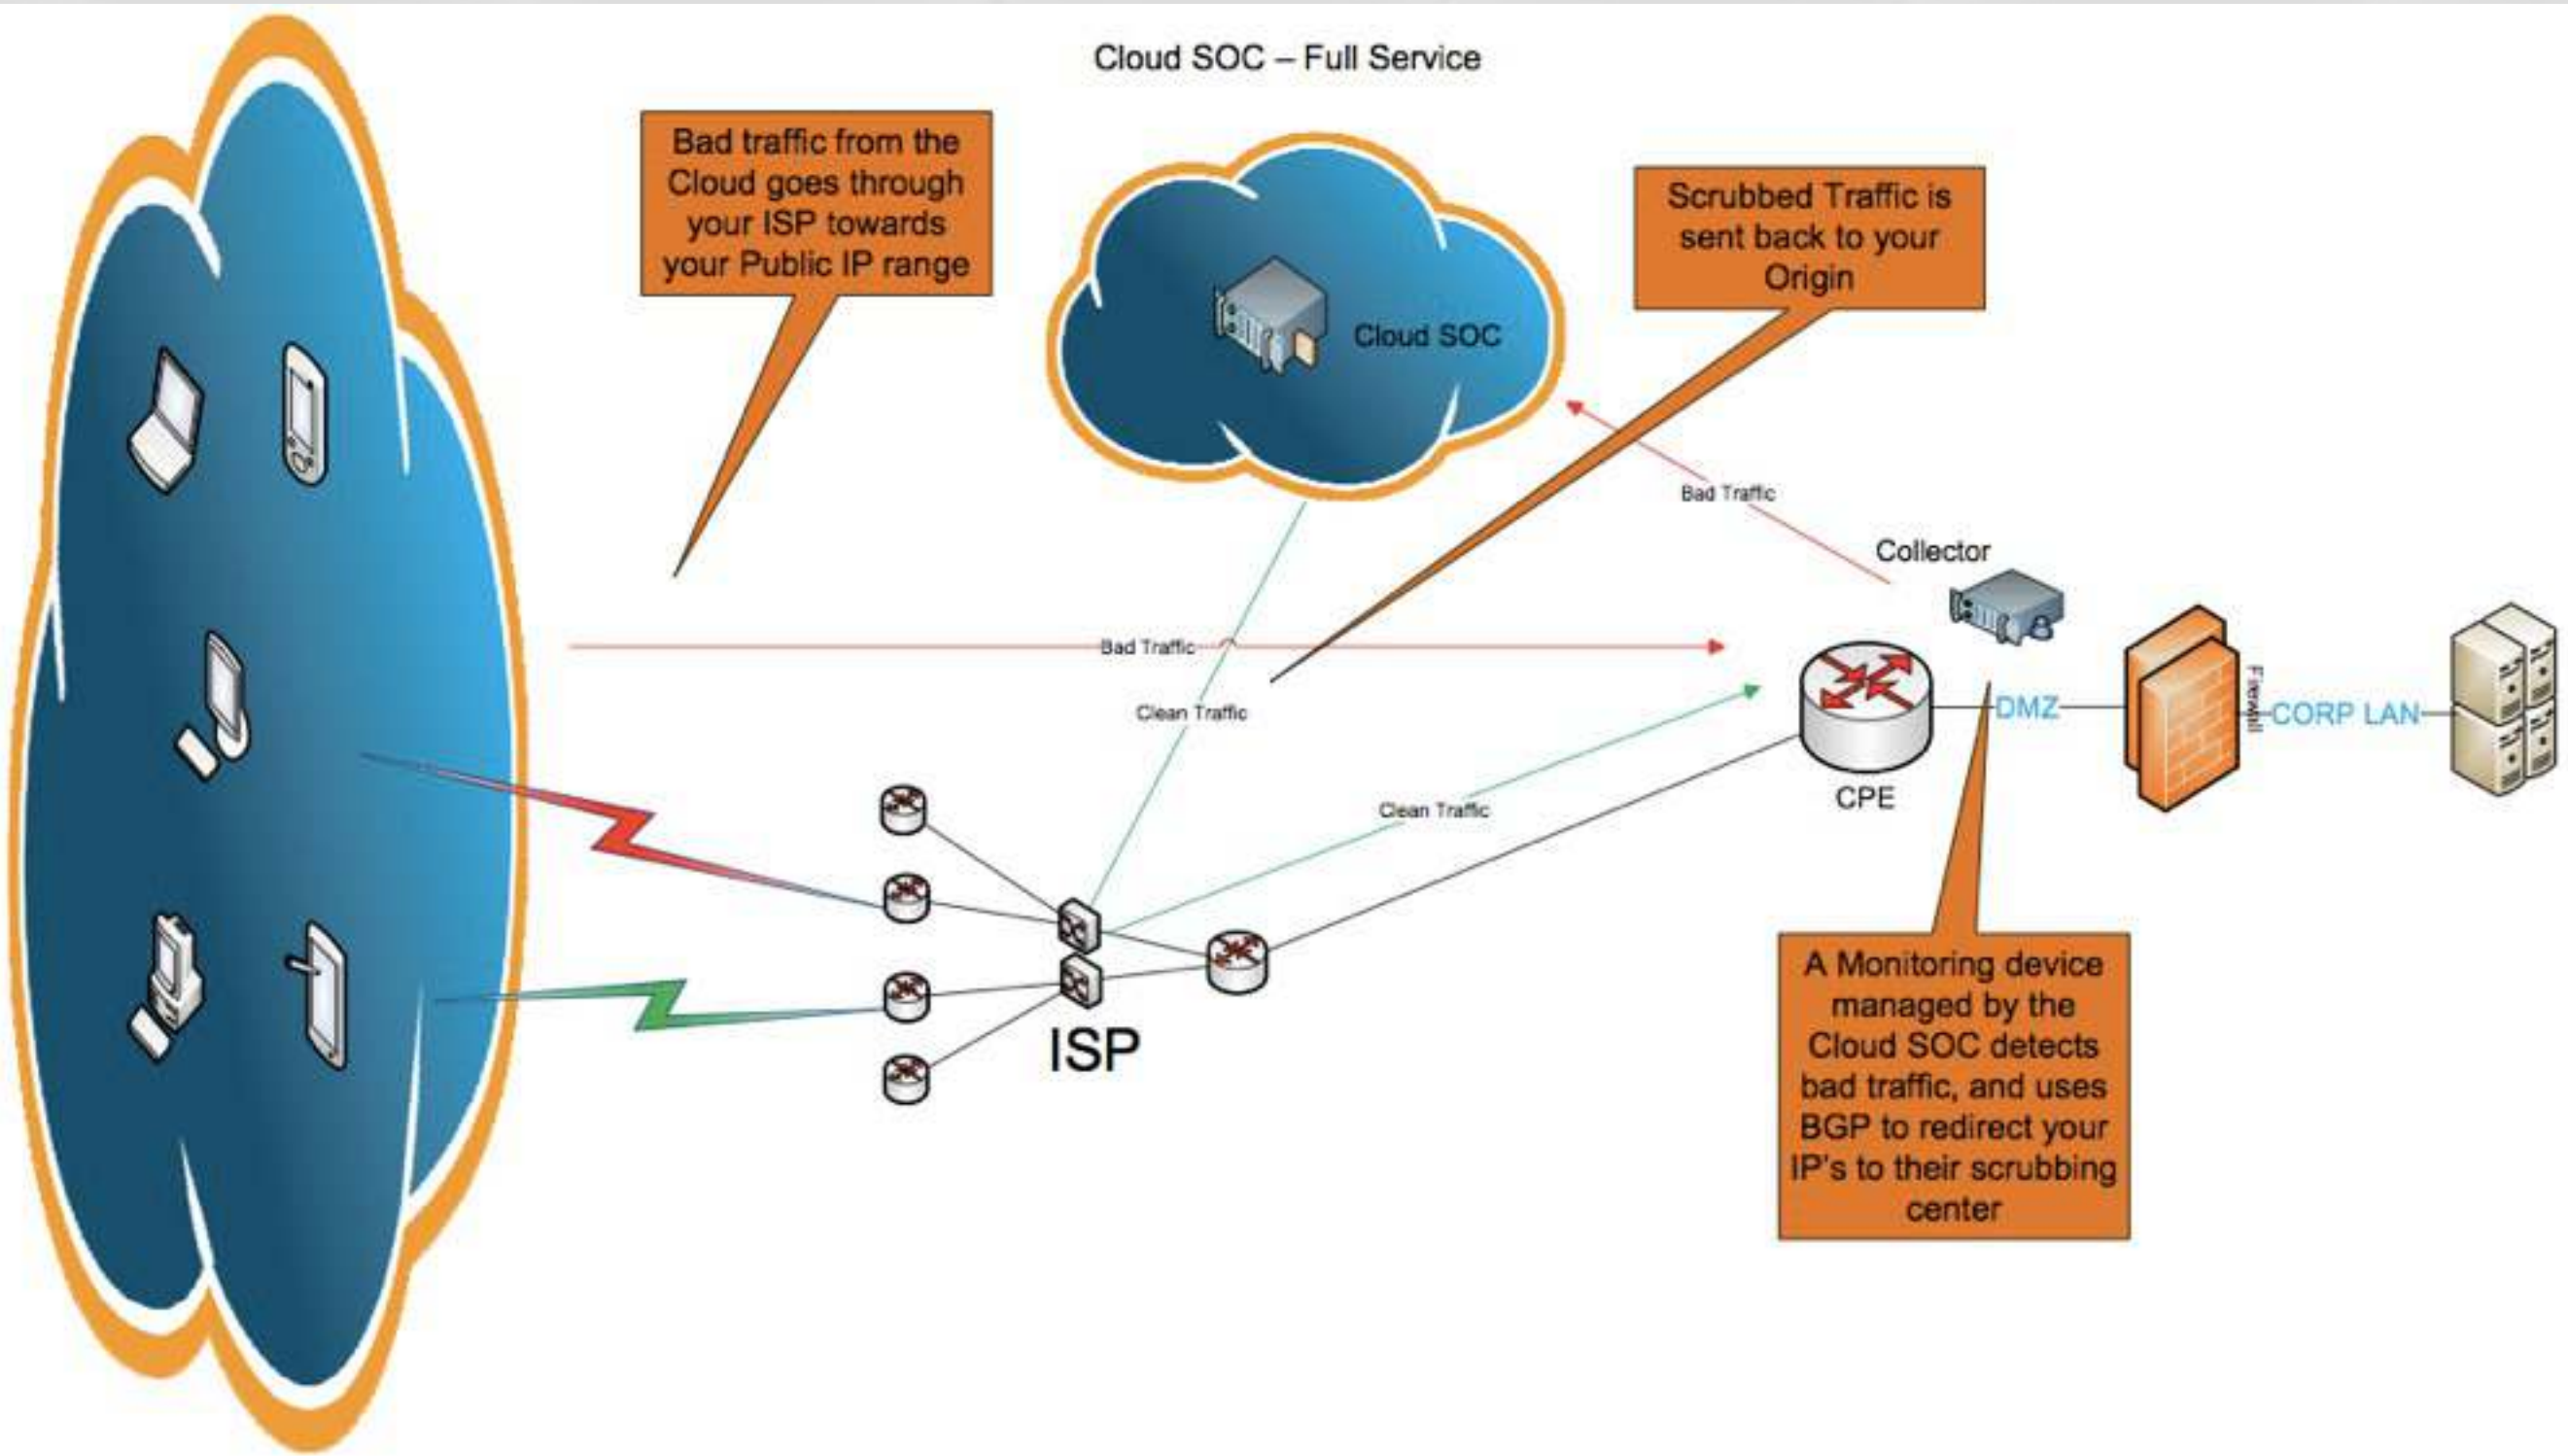 Cloud SOC – Full Service
Bad traffic from the
Cloud goes through
your ISP towards
your Public IP range
Scrubbed Traffic is
sent back to your
Origin
Cloud SOC
Bad Traffic
Collector
Bad Traffic
Clean Traffic
Clean Traffic
CPE
DMZ
Firewall
CORP LAN
ISP
A Monitoring device
managed by the
Cloud SOC detects
bad traffic, and uses
BGP to redirect your
IP's to their scrubbing
center